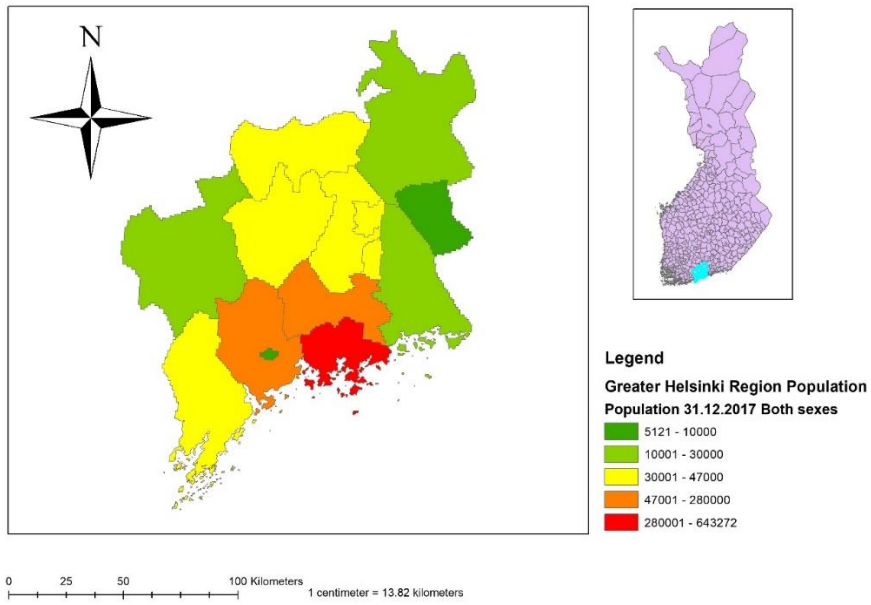 N
Legend
Greater Helsinki Region Population
Population 31.12.2017 Both sexes
5121 - 10000
10001 - 30000
30001 - 47000
47001 - 280000
280001 - 643272
0 25 50 100 Kilometers
1 centimeter = 13.82 kilometers